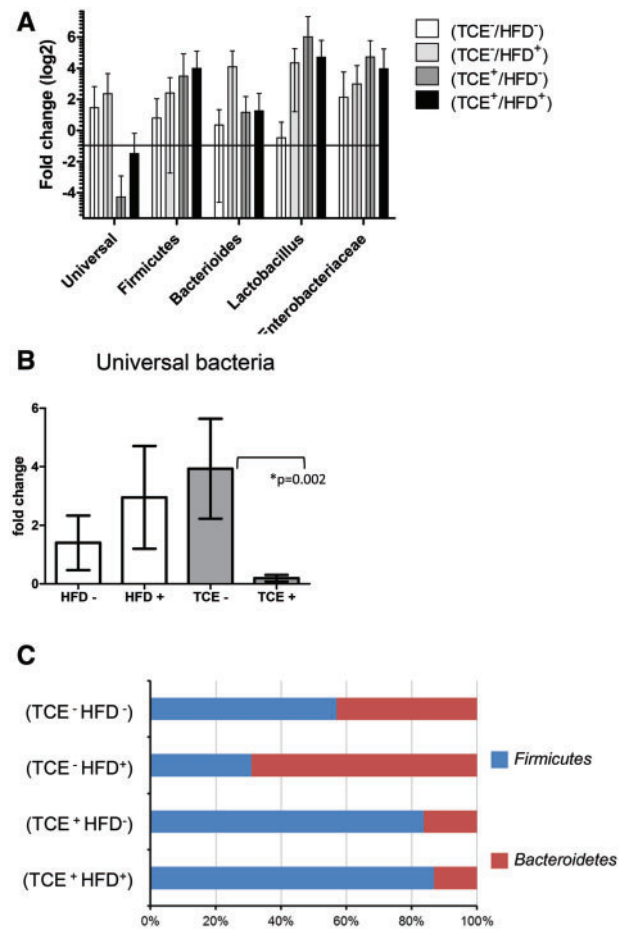 A
(TCE⁻/HFD⁻)
(TCE⁻/HFD⁺)
(TCE⁺/HFD⁻)
(TCE⁺/HFD⁺)
Fold change (log2)
6
4
2
0
-2
-4
Universal
Firmicutes
Bacterioides
Lactobacillus
Enterobacteriaceae
B
Universal bacteria
fold change
6
4
2
0
*p=0.002
HFD -
HFD +
TCE -
TCE +
C
(TCE⁻HFD⁻)
(TCE⁻HFD⁺)
(TCE⁺HFD⁻)
(TCE⁺HFD⁺)
Firmicutes
Bacteroidetes
0% 20% 40% 60% 80% 100%